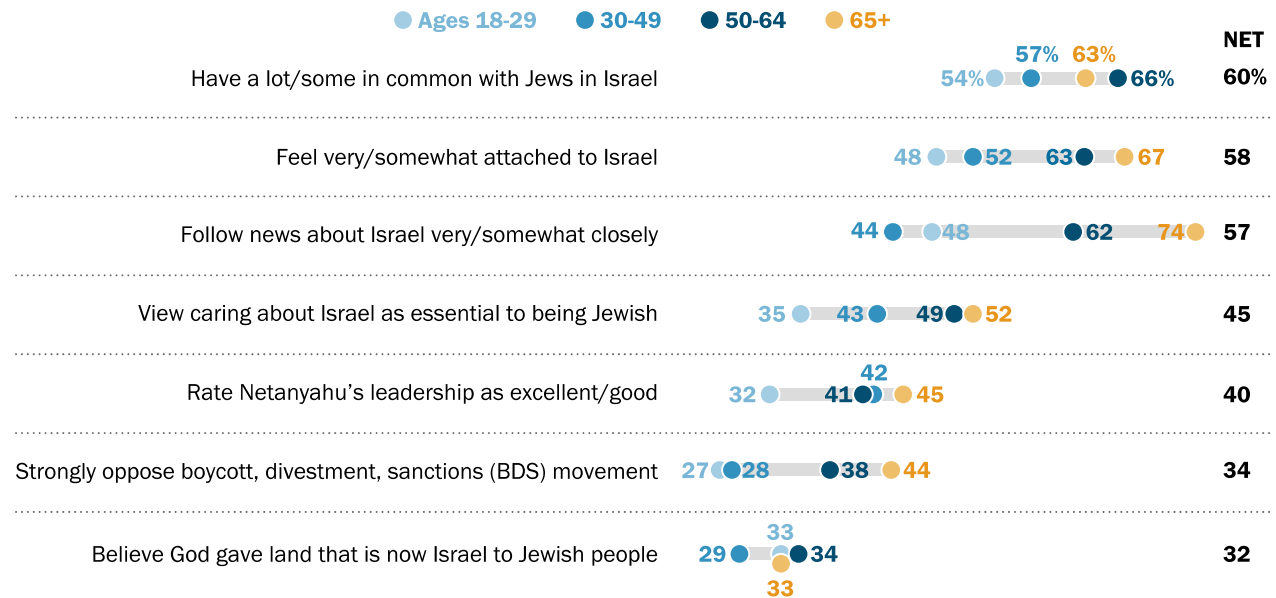 Ages 18-29 30-49 50-64 65+
NET
57% 63%
Have a lot/some in common with Jews in Israel 54% 66% 60%
Feel very/somewhat attached to Israel 48 52 63 67 58
Follow news about Israel very/somewhat closely 44 48 62 74 57
View caring about Israel as essential to being Jewish 35 43 49 52 45
42
Rate Netanyahu's leadership as excellent/good 32 41 45 40
Strongly oppose boycott, divestment, sanctions (BDS) movement 27 28 38 44 34
33
Believe God gave land that is now Israel to Jewish people 29 34 32
33